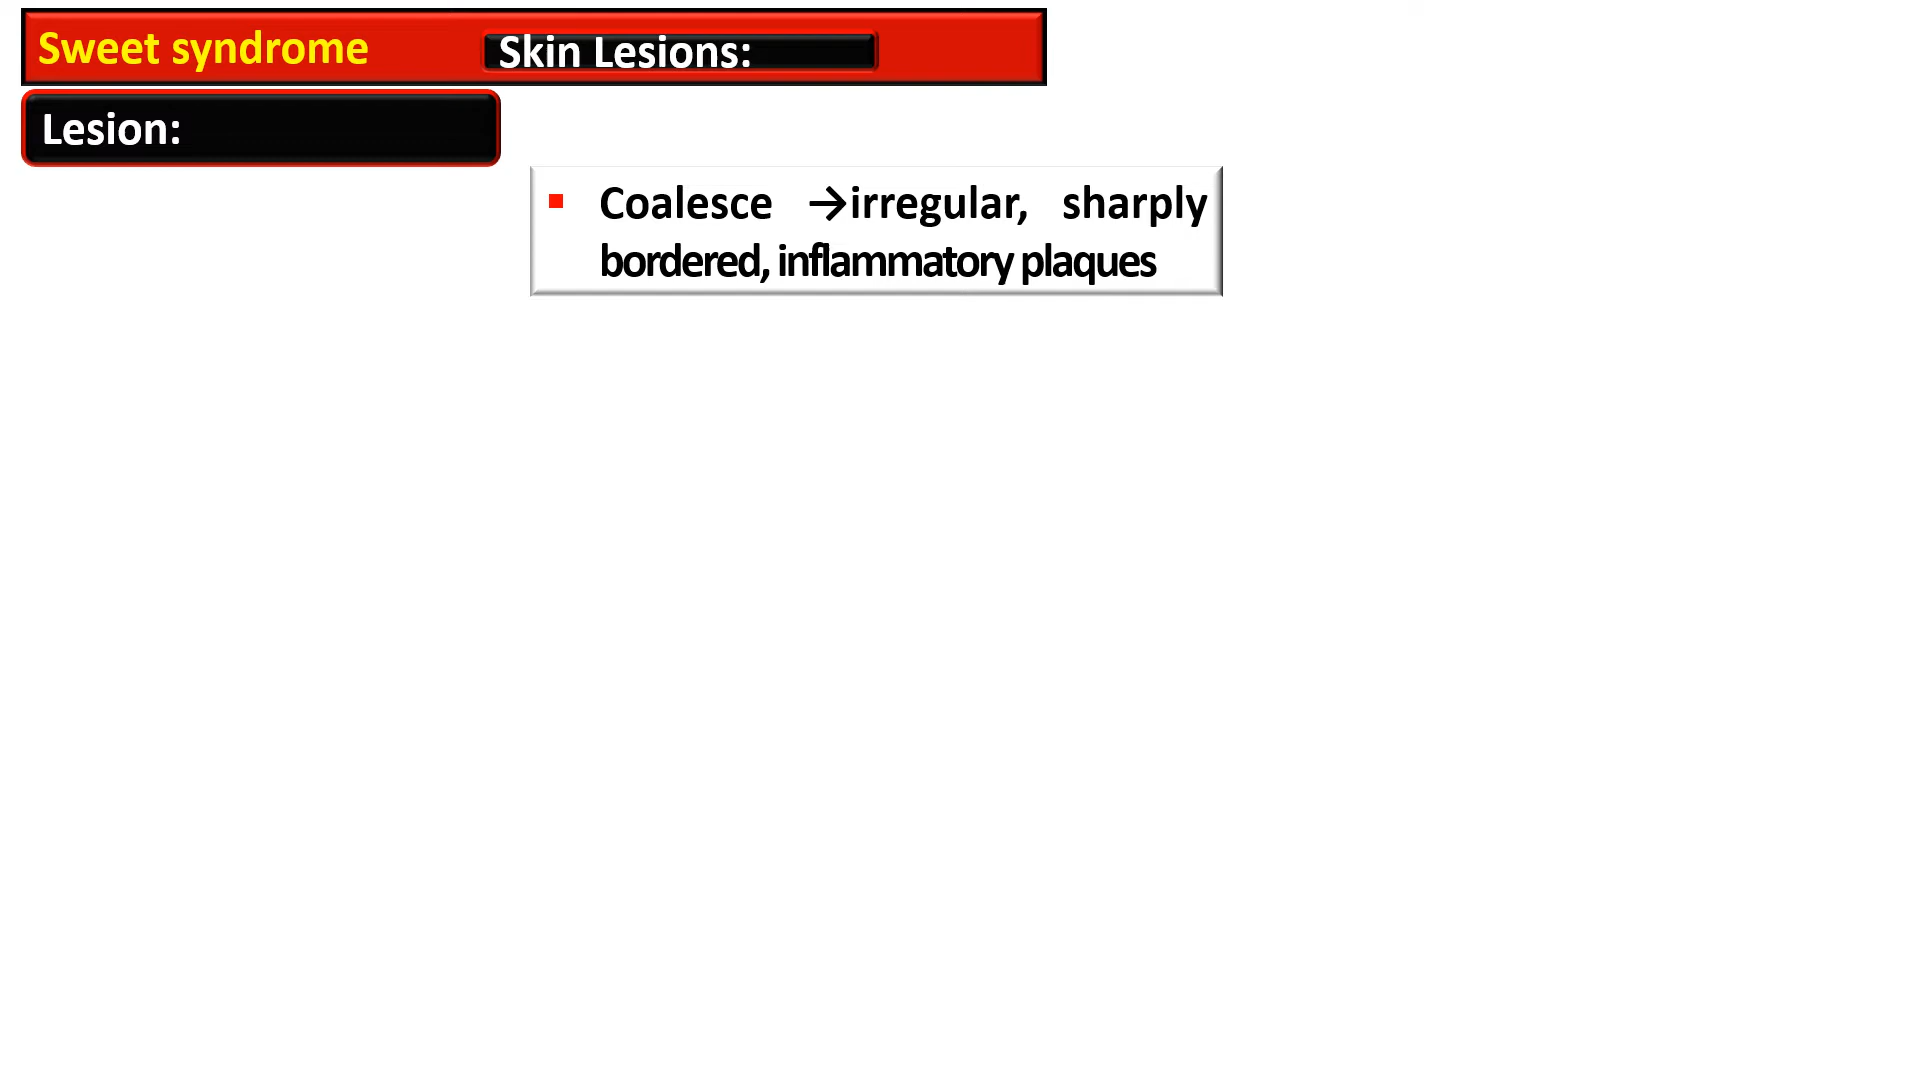 Sweet syndrome Skin Lesions:
Lesion:
▪ Coalesce →irregular, sharply
bordered, inflammatory plaques